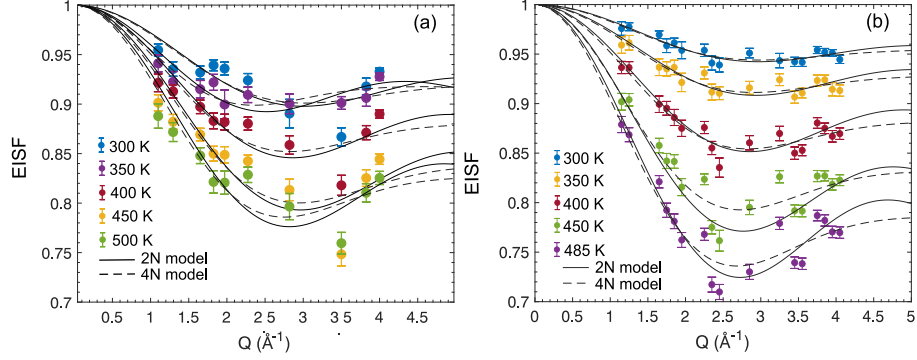 (a)
EISF
1
0.95
0.9
0.85
0.8
0.75
0.7
300 K
350 K
400 K
450 K
500 K
2N model
4N model
0.5 1 1.5 2 2.5 3 3.5 4 4.5
Q (Å⁻¹)
(b)
EISF
1
0.95
0.9
0.85
0.8
0.75
0.7
300 K
350 K
400 K
450 K
485 K
2N model
4N model
0 0.5 1 1.5 2 2.5 3 3.5 4 4.5 5
Q (Å⁻¹)